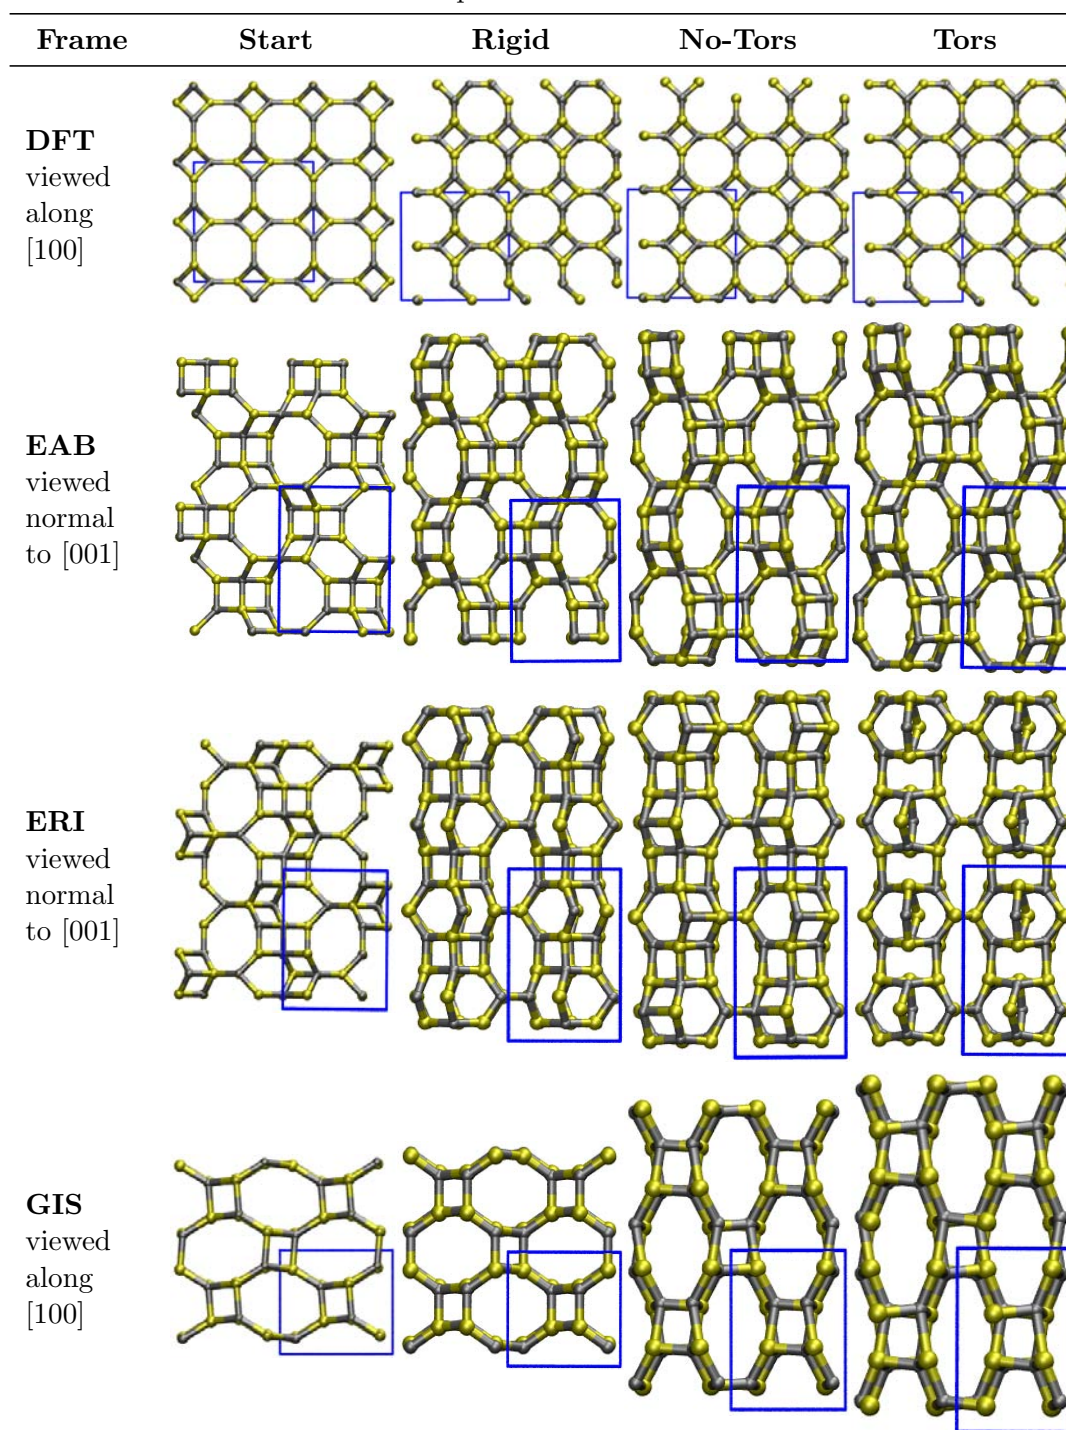 Frame Start Rigid No-Tors Tors
DFT
viewed
along
[100]
EAB
viewed
normal
to [001]
ERI
viewed
normal
to [001]
GIS
viewed
along
[100]